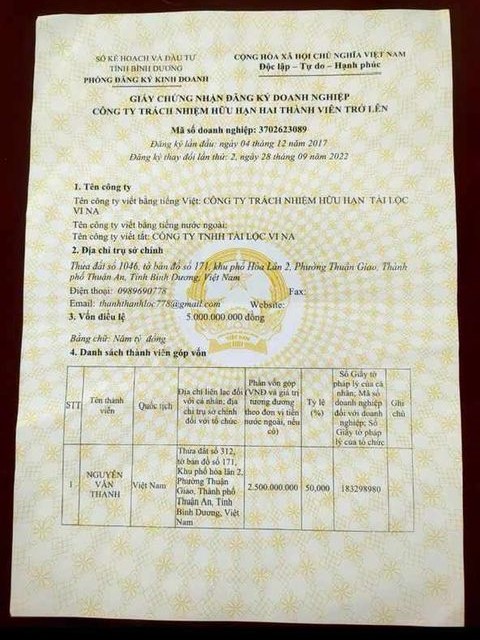 SỞ KẾ HOẠCH VÀ ĐẦU TƯ
TỈNH BÌNH DƯƠNG
PHÒNG ĐĂNG KÝ KINH DOANH
CỘNG HÒA XÃ HỘI CHỦ NGHĨA VIỆT NAM
Độc lập – Tự do – Hạnh phúc
GIẤY CHỨNG NHẬN ĐĂNG KÝ DOANH NGHIỆP
CÔNG TY TRÁCH NHIỆM HỮU HẠN HAI THÀNH VIÊN TRỞ LÊN
Mã số doanh nghiệp: 3702623089
Đăng ký lần đầu: ngày 04 tháng 12 năm 2017
Đăng ký thay đổi lần thứ: 2, ngày 28 tháng 09 năm 2022
1. Tên công ty
Tên công ty viết bằng tiếng Việt: CÔNG TY TRÁCH NHIỆM HỮU HẠN TÀI LỘC
VI NA
Tên công ty viết bằng tiếng nước ngoài:
Tên công ty viết tắt: CÔNG TY TNHH TÀI LỘC VI NA
2. Địa chỉ trụ sở chính
Thửa đất số 1046, tờ bản đồ số 171, khu phố Hòa Lân 2, Phường Thuận Giao, Thành
phố Thuận An, Tỉnh Bình Dương, Việt Nam
Điện thoại: 0989690778 Fax:
Email: thanhthanhloc778@gmail.com Website:
3. Vốn điều lệ 5.000.000.000 đồng
Bằng chữ: Năm tỷ đồng
VIỆT NAM
4. Danh sách thành viên góp vốn
STT
Tên thành
viên
Quốc tịch
Địa chỉ liên lạc đối
với cá nhân; địa
chỉ trụ sở chính
đối với tổ chức
Phần vốn góp
(VNĐ và giá trị
tương đương
theo đơn vị tiền
nước ngoài, nếu
có)
Tỷ lệ
(%)
Số Giấy tờ
pháp lý của cá
nhân; Mã số
doanh nghiệp
đối với doanh
nghiệp; Số
Giấy tờ pháp
lý của tổ chức
Ghi
chú
1
NGUYỄN
VĂN
THANH
Việt Nam
Thửa đất số 312,
tờ bản đồ số 171,
Khu phố hòa lân 2,
Phường Thuận
Giao, Thành phố
Thuận An, Tỉnh
Bình Dương, Việt
Nam
2.500.000.000
50,000
183298980